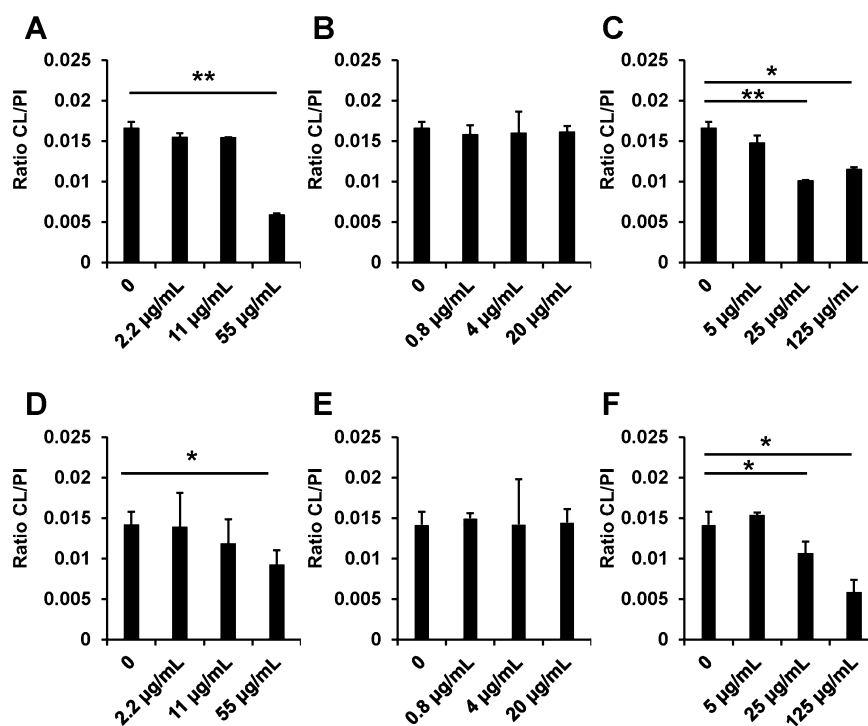 A
B
C
Ratio CL/PI
0.025
0.02
0.015
0.01
0.005
0
**
0
2.2 µg/mL
11 µg/mL
55 µg/mL
Ratio CL/PI
0.025
0.02
0.015
0.01
0.005
0
0
0.8 µg/mL
4 µg/mL
20 µg/mL
Ratio CL/PI
0.025
0.02
0.015
0.01
0.005
0
*
**
0
5 µg/mL
25 µg/mL
125 µg/mL
D
E
F
Ratio CL/PI
0.025
0.02
0.015
0.01
0.005
0
*
0
2.2 µg/mL
11 µg/mL
55 µg/mL
Ratio CL/PI
0.025
0.02
0.015
0.01
0.005
0
0
0.8 µg/mL
4 µg/mL
20 µg/mL
Ratio CL/PI
0.025
0.02
0.015
0.01
0.005
0
*
*
0
5 µg/mL
25 µg/mL
125 µg/mL